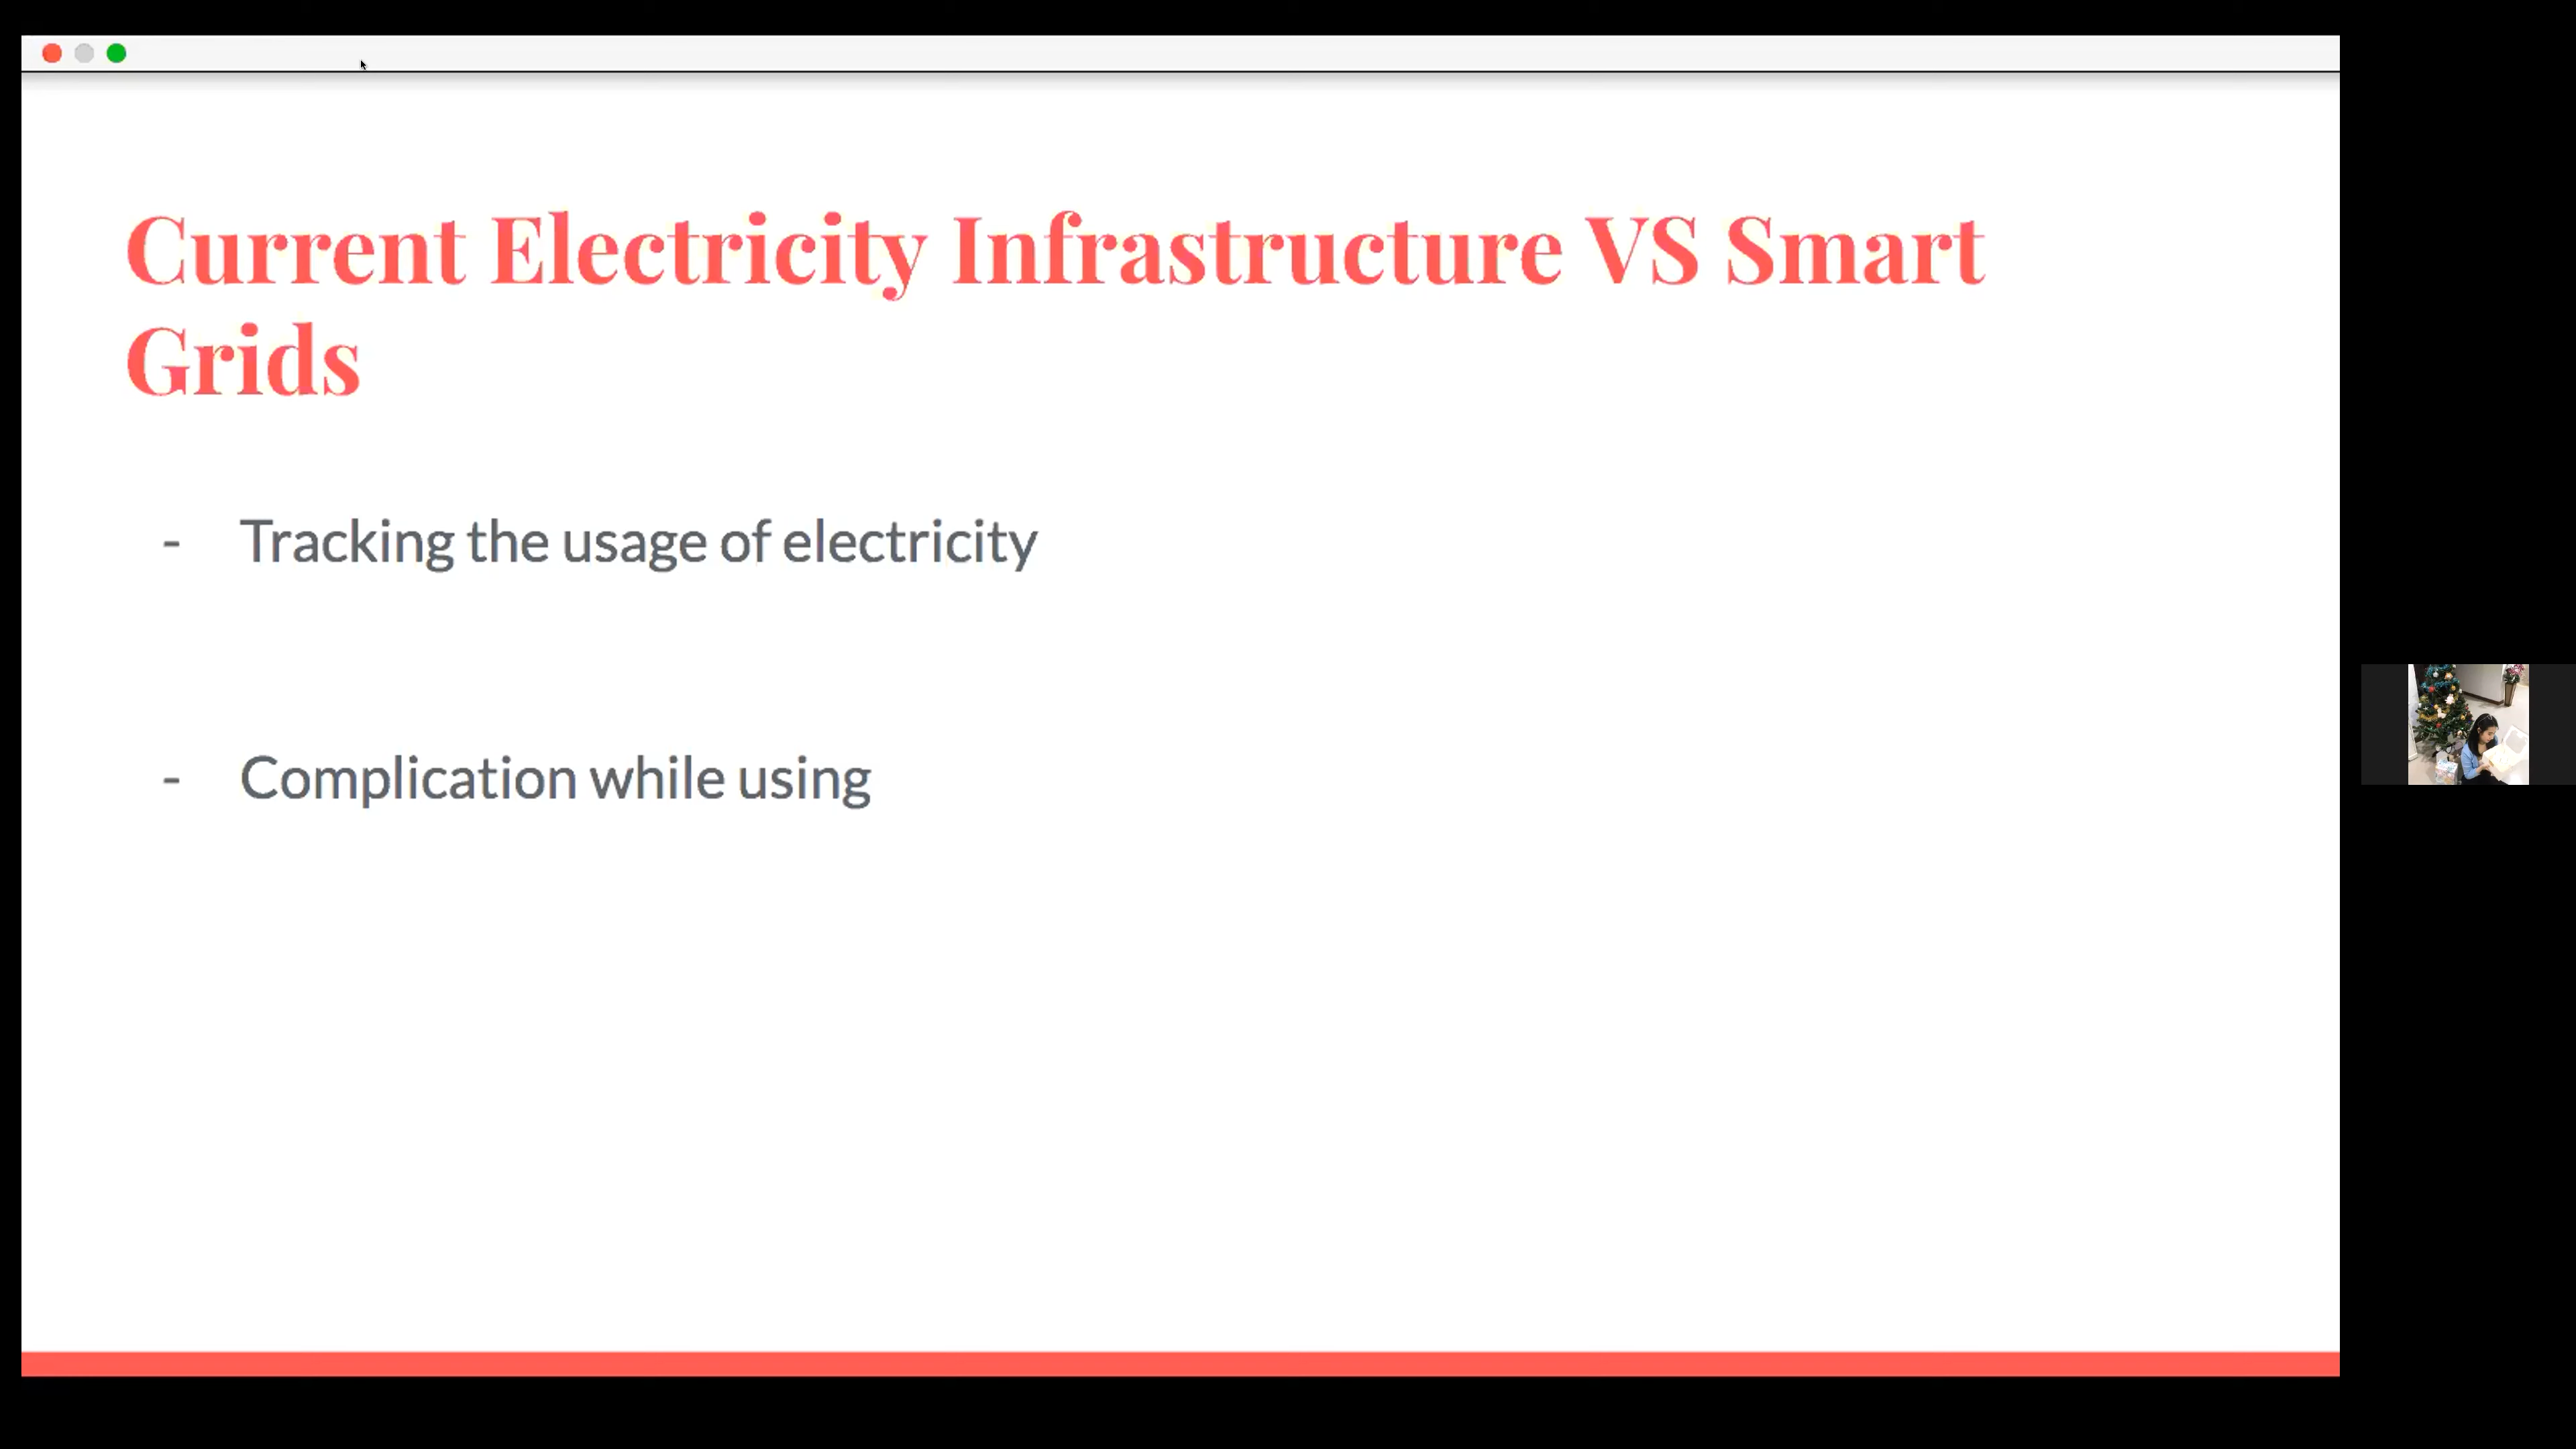 Current Electricity Infrastructure VS Smart
Grids
- Tracking the usage of electricity
- Complication while using